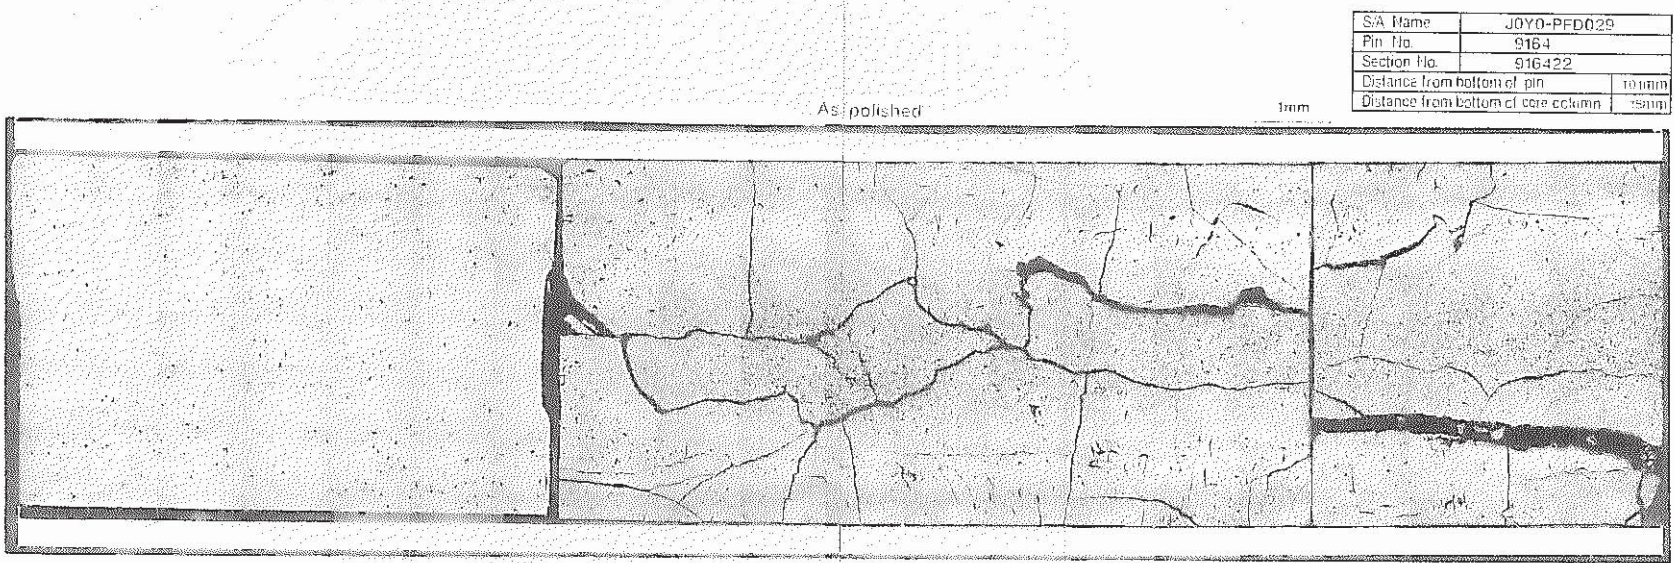 S/A Name JOYO-PFD029
Pin No. 9164
Section No. 916422
Distance from bottom of pin
Distance from bottom of core column
As polished
1mm